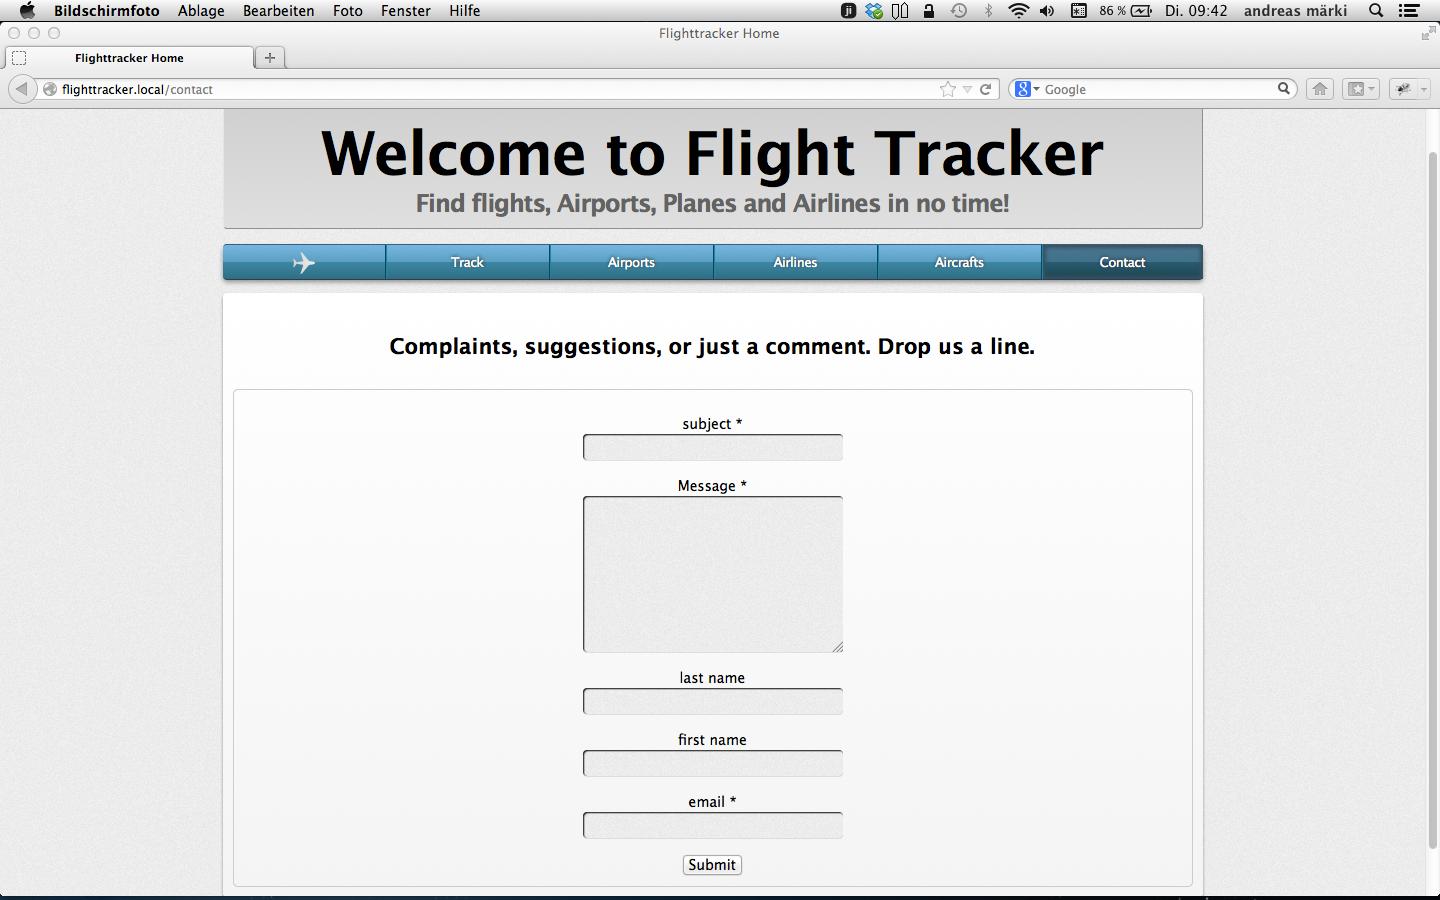 Bildschirmfoto Ablage Bearbeiten Foto Fenster Hilfe 86 % Di. 09:42 andreas märki
Flighttracker Home
Flighttracker Home
flighttracker.local/contact Google
Welcome to Flight Tracker
Find flights, Airports, Planes and Airlines in no time!
Track Airports Airlines Aircrafts Contact
Complaints, suggestions, or just a comment. Drop us a line.
subject *
Message *
last name
first name
email *
Submit